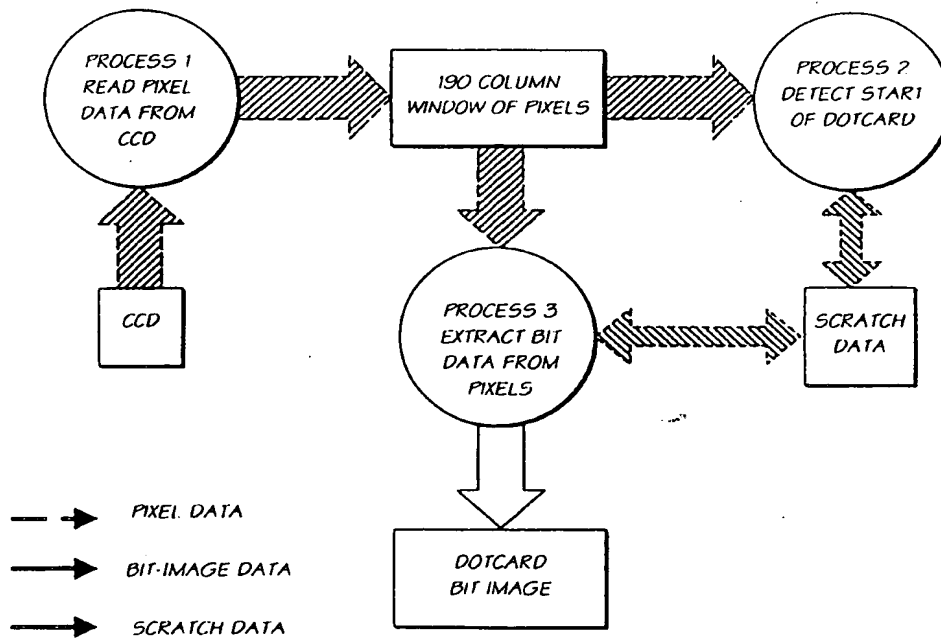 PROCESS 1
READ PIXEL
DATA FROM
CCD
190 COLUMN
WINDOW OF PIXELS
PROCESS 2
DETECT START
OF DOTCARD
CCD
PROCESS 3
EXTRACT BIT
DATA FROM
PIXELS
SCRATCH
DATA
DOTCARD
BIT IMAGE
PIXEL DATA
BIT-IMAGE DATA
SCRATCH DATA